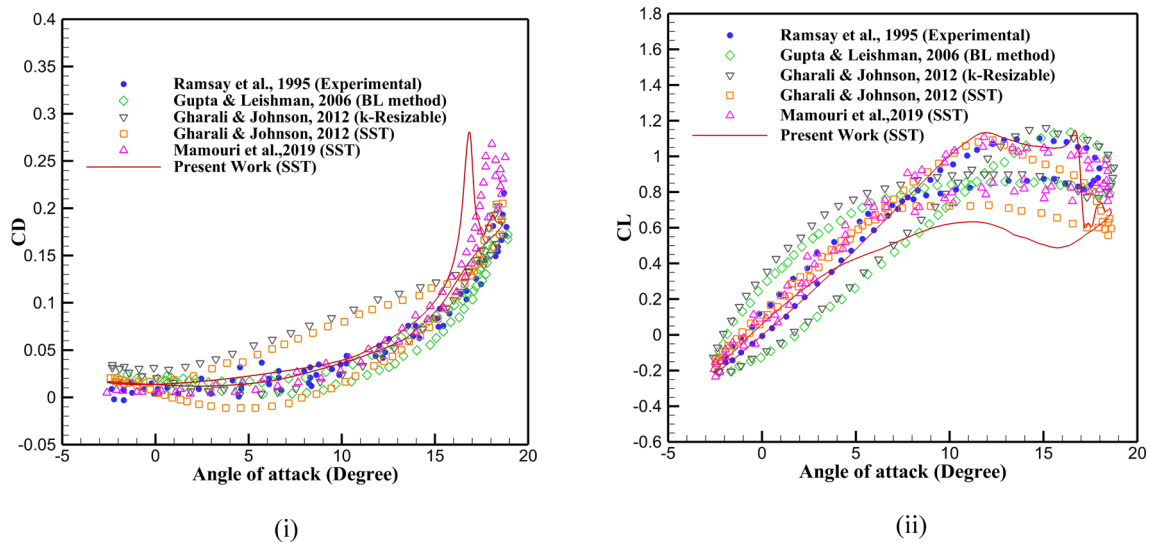 0.4
0.35
0.3
0.25
0.2
0.15
0.1
0.05
0
-0.05
CD
Ramsay et al., 1995 (Experimental)
Gupta & Leishman, 2006 (BL method)
Gharali & Johnson, 2012 (k-Resizable)
Gharali & Johnson, 2012 (SST)
Mamouri et al.,2019 (SST)
Present Work (SST)
-5 0 5 10 15 20
Angle of attack (Degree)
(i)
1.8
1.6
1.4
1.2
1
0.8
0.6
0.4
0.2
0
-0.2
-0.4
-0.6
CL
Ramsay et al., 1995 (Experimental)
Gupta & Leishman, 2006 (BL method)
Gharali & Johnson, 2012 (k-Resizable)
Gharali & Johnson, 2012 (SST)
Mamouri et al.,2019 (SST)
Present Work (SST)
-5 0 5 10 15 20
Angle of attack (Degree)
(ii)